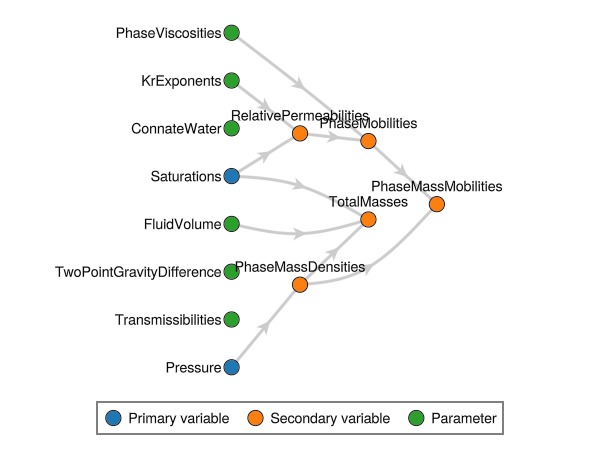 PhaseViscosities
KrExponents
RelativePermeabilities
PhaseMobilities
ConnateWater
Saturations
PhaseMassMobilities
TotalMasses
FluidVolume
PhaseMassDensities
TwoPointGravityDifference
Transmissibilities
Pressure
Primary variable Secondary variable Parameter